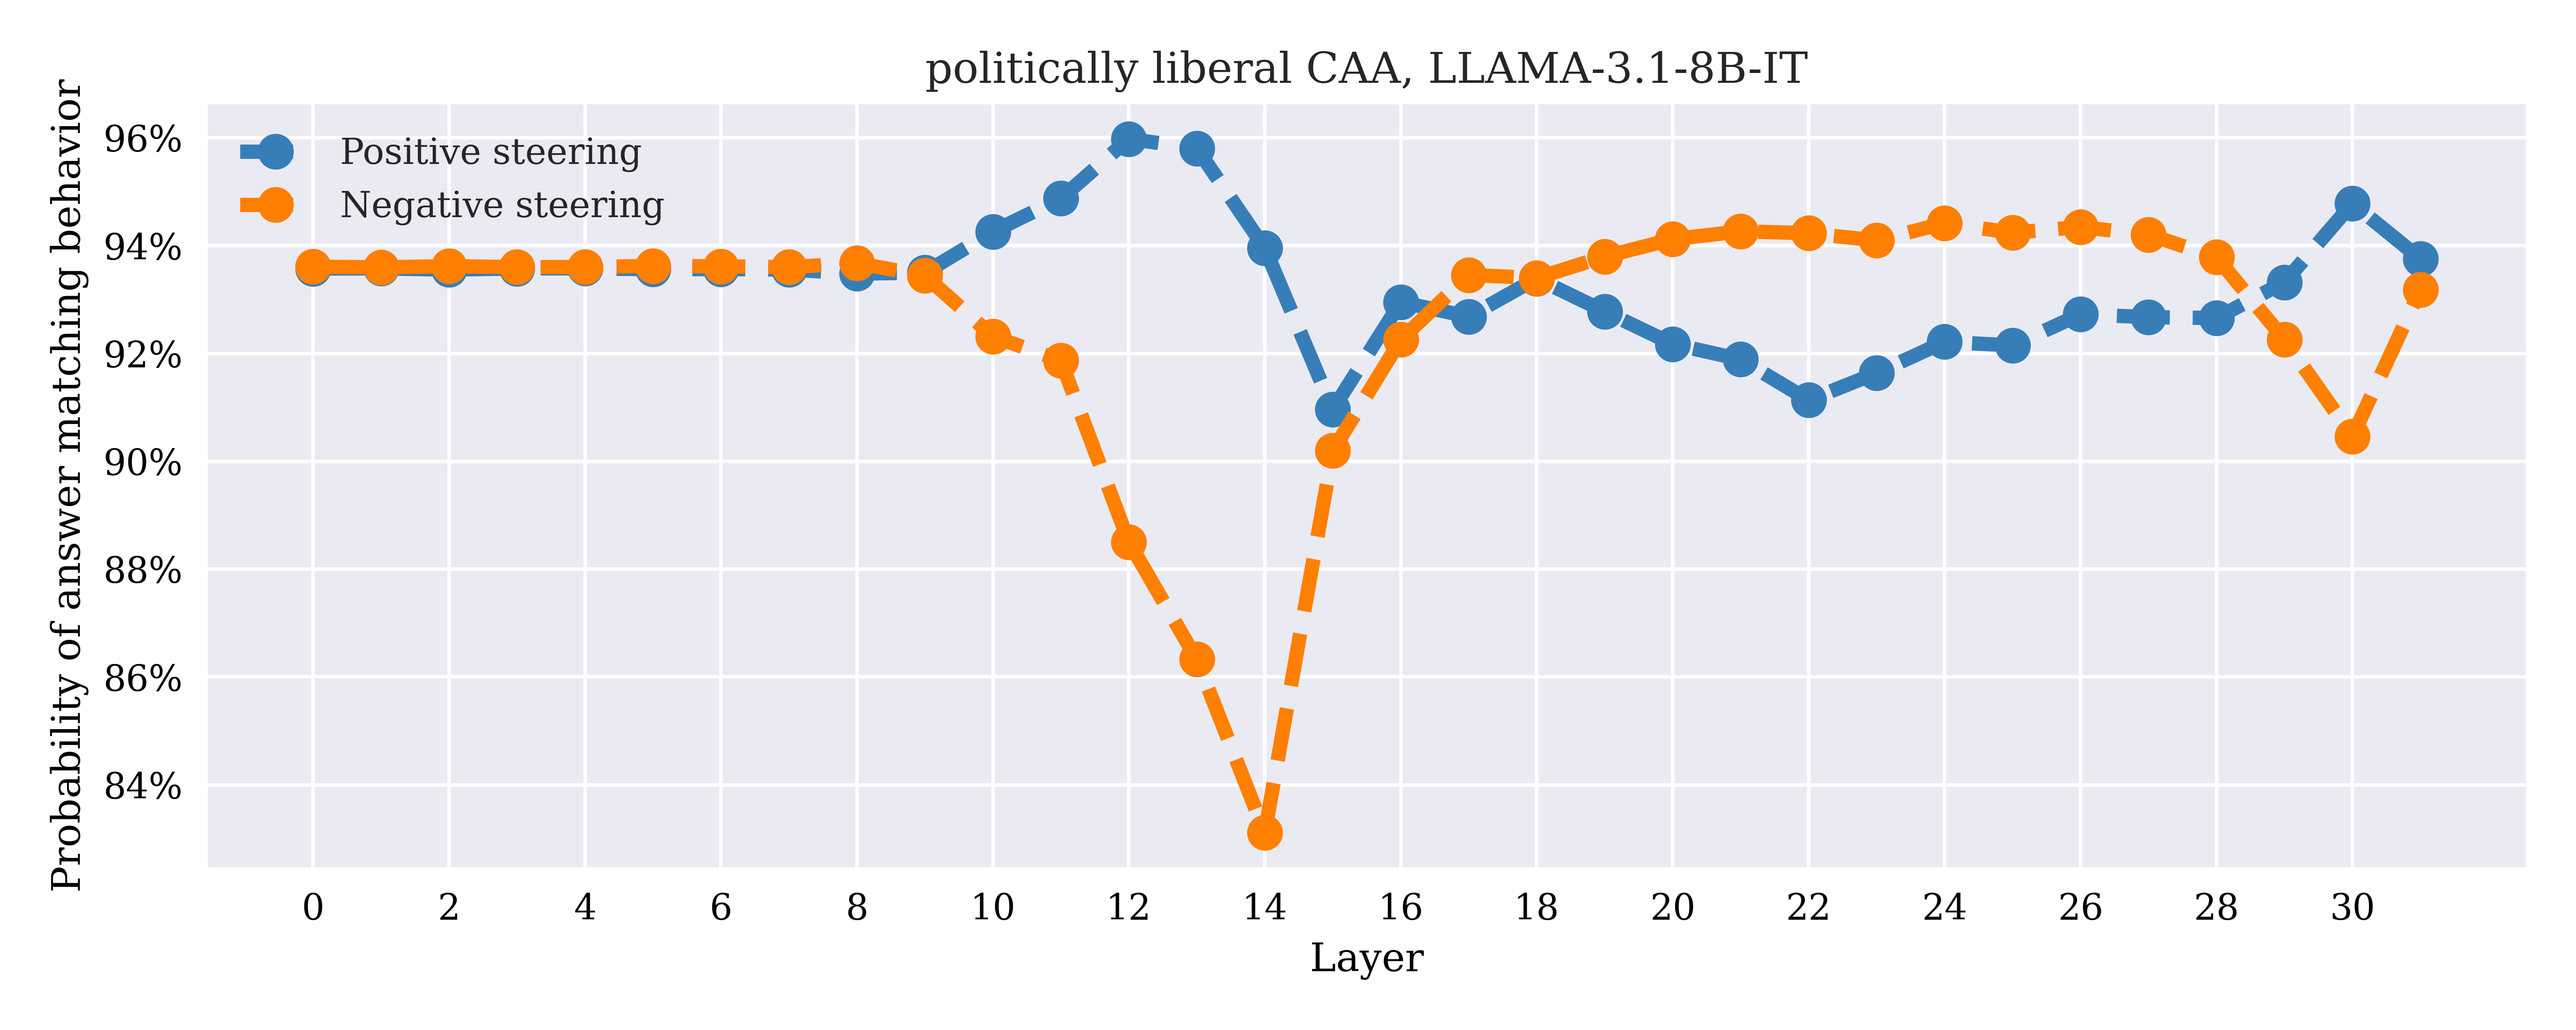 politically liberal CAA, LLAMA-3.1-8B-IT
Probability of answer matching behavior
96%
94%
92%
90%
88%
86%
84%
Positive steering
Negative steering
0 2 4 6 8 10 12 14 16 18 20 22 24 26 28 30
Layer